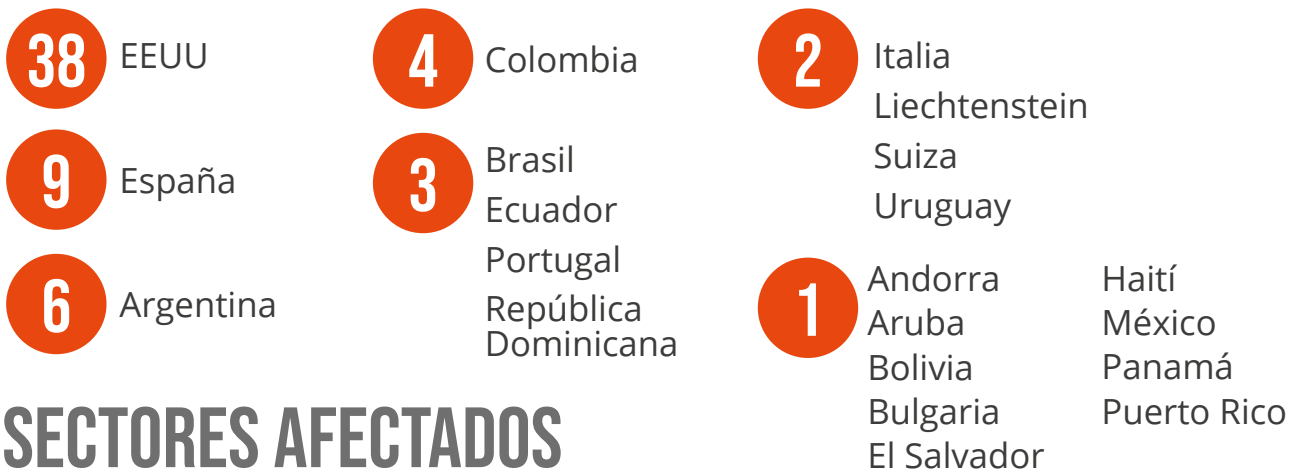 38 EEUU
9 España
6 Argentina
4 Colombia
3 Brasil
Ecuador
Portugal
República
Dominicana
2 Italia
Liechtenstein
Suiza
Uruguay
1 Andorra
Aruba
Bolivia
Bulgaria
El Salvador
Haití
México
Panamá
Puerto Rico
SECTORES AFECTADOS